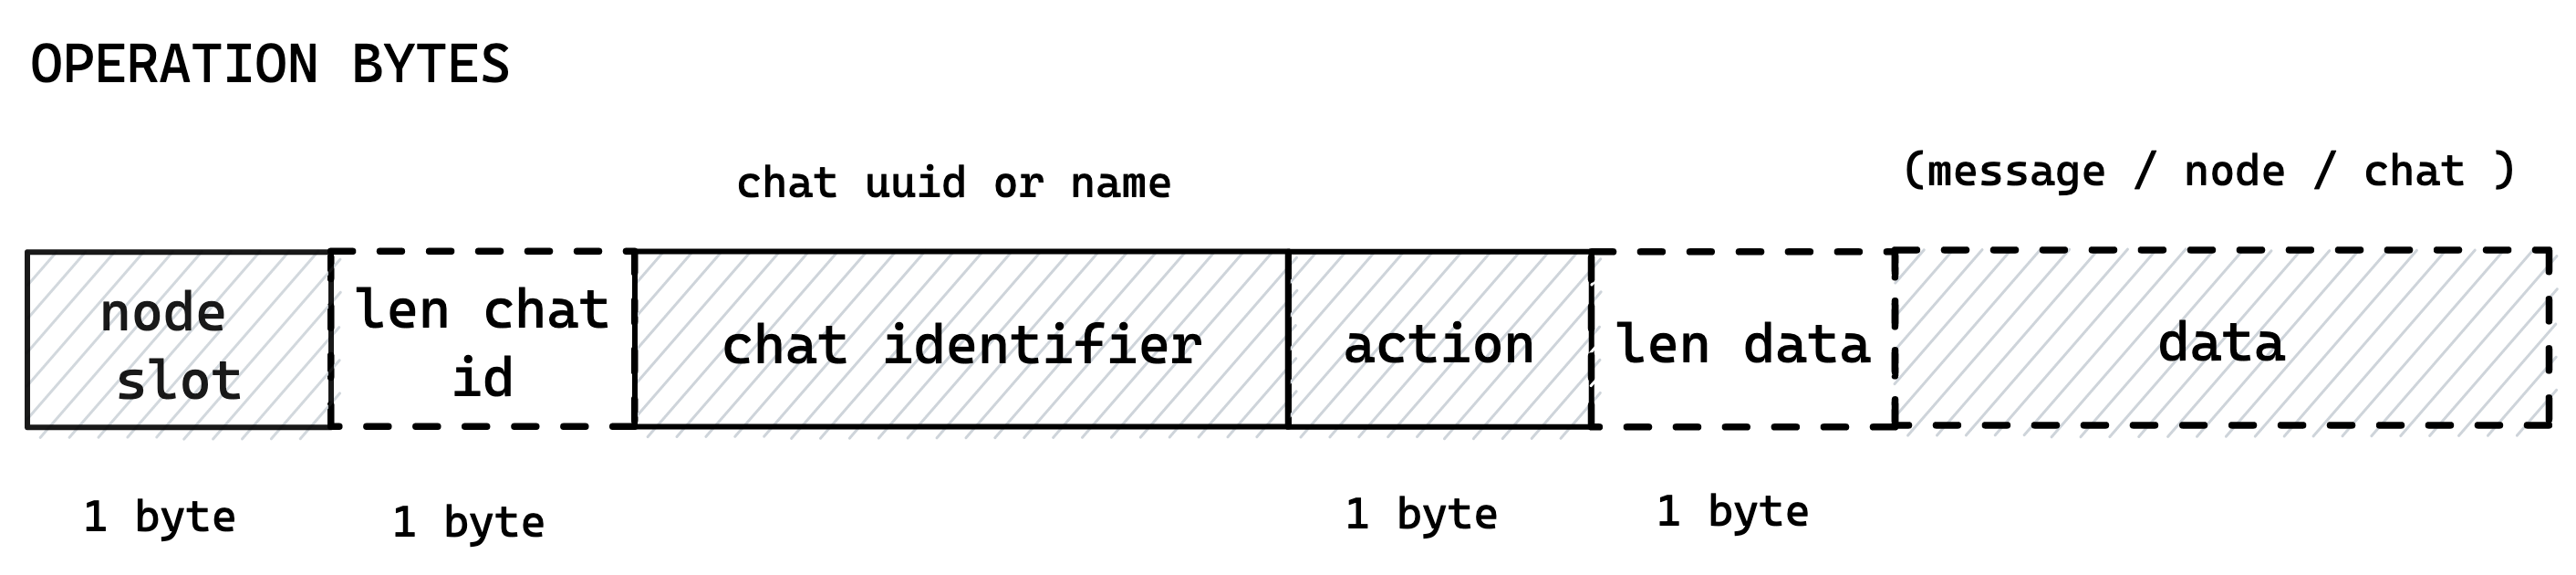 OPERATION BYTES
chat uuid or name
(message / node / chat )
node
slot
len chat
id
chat identifier
action
len data
data
1 byte
1 byte
1 byte
1 byte